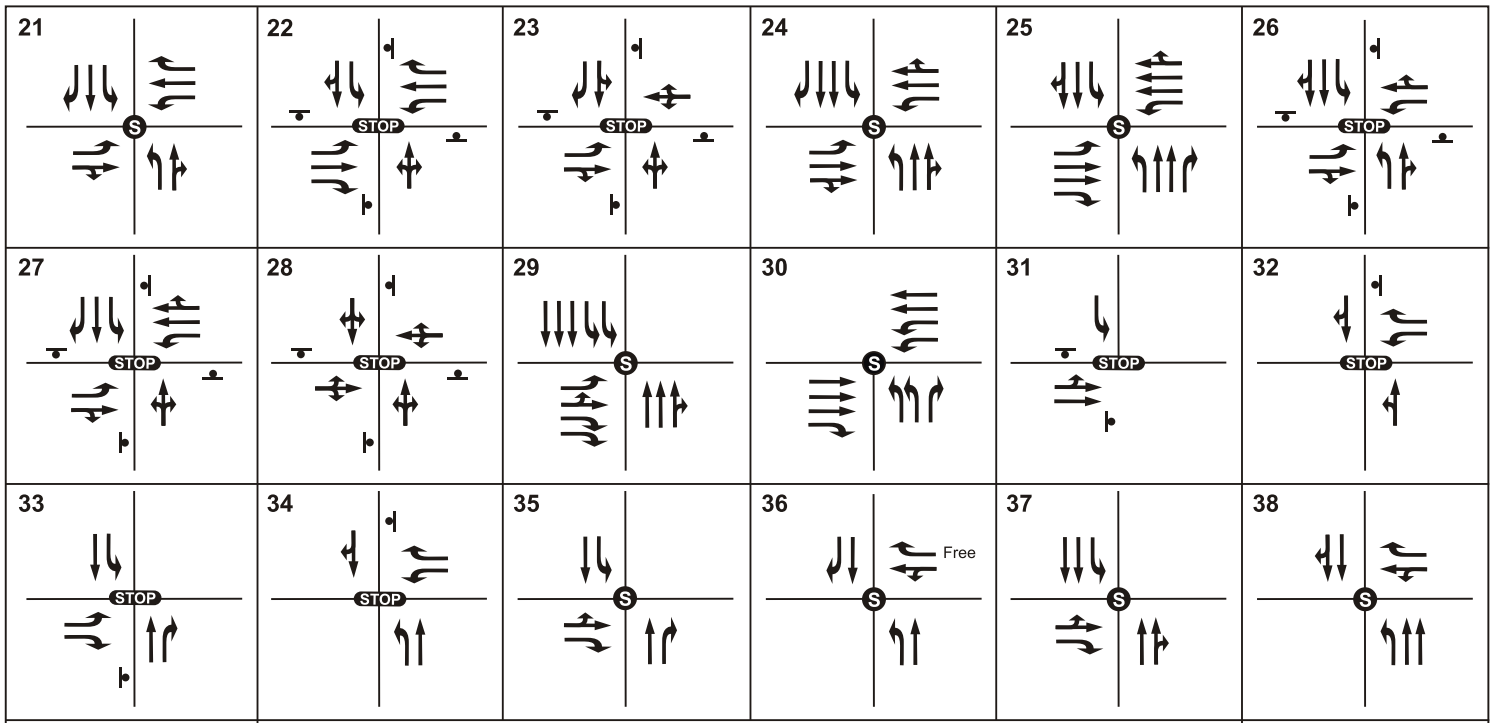 21 22 23 24 25 26
S STOP STOP S S STOP
27 28 29 30 31 32
STOP STOP S S STOP STOP
33 34 35 36 37 38
Free
STOP STOP S S S S